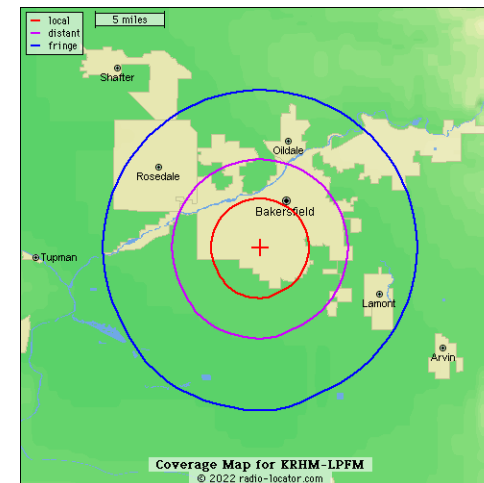 local
distant
fringe
5 miles
Shafter
Oildale
Rosedale
Bakersfield
Tupman
Lamont
Arvin
Coverage Map for KRHM-LPFM
© 2022 radio-locator.com